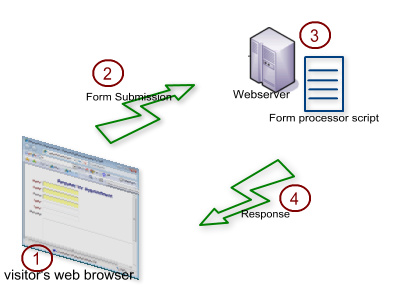 3
2
Webserver
Form Submission
Form processor script
4
Response
1
visitor's web browser